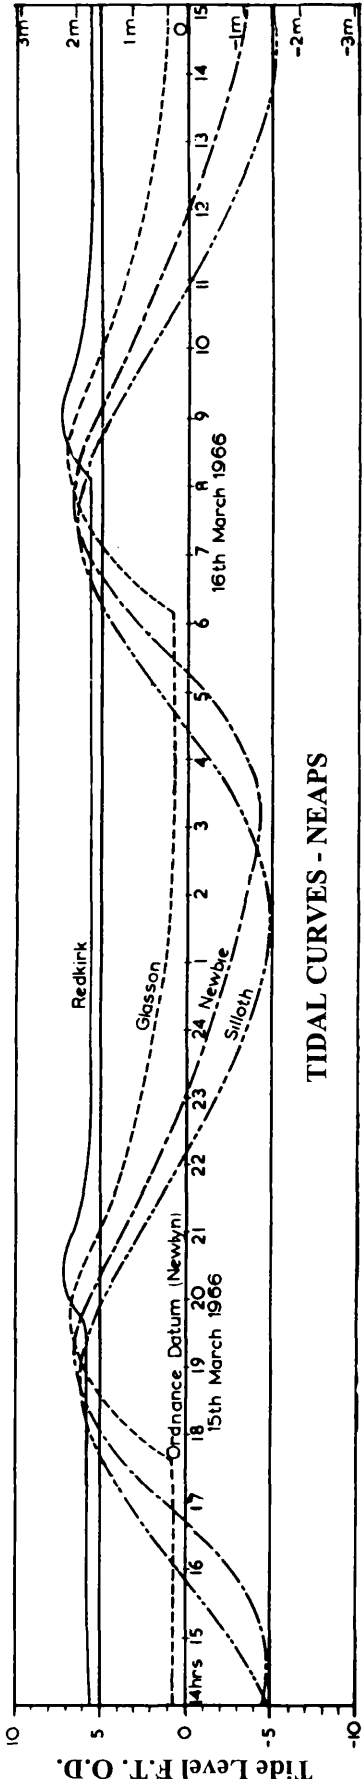 Tide Level F.T. O.D.
10
5
0
-5
-10
3m
2m
1m
0
-1m
-2m
-3m
14hrs 15 16 17 18 19 20 21 22 23 24 1 2 3 4 5 6 7 8 9 10 11 12 13 14 15
Redkirk
Glasson
Newbie
Silloth
Ordnance Datum (Newlyn)
15th March 1966
16th March 1966
TIDAL CURVES - NEAPS